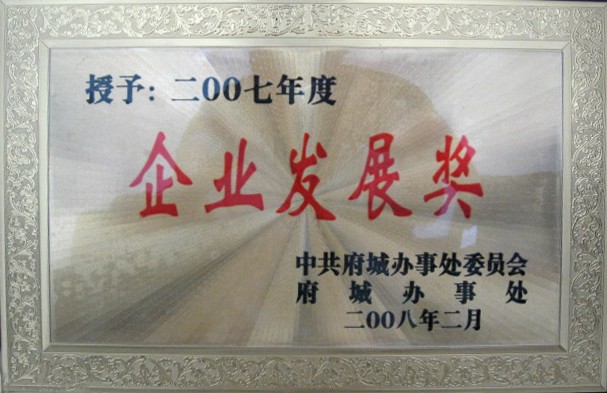 授予：二00七年度
企业发展奖
中共府城办事处委员会
府城办事处
二00八年二月